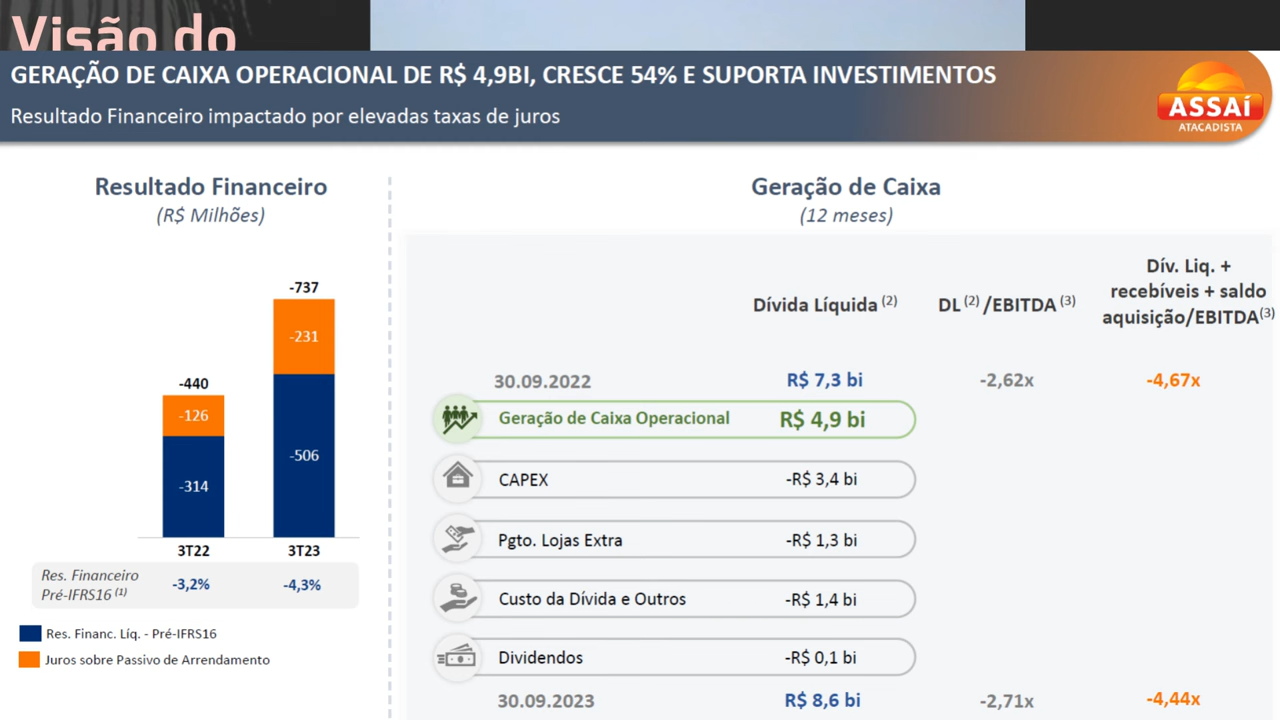 Visão do
GERAÇÃO DE CAIXA OPERACIONAL DE R$ 4,9BI, CRESCE 54% E SUPORTA INVESTIMENTOS
Resultado Financeiro impactado por elevadas taxas de juros
ASSAÍ
ATACADISTA
Resultado Financeiro
(R$ Milhões)
-737
-231
-440
-126
-506
-314
3T22
3T23
Res. Financeiro
Pré-IFRS16 (1)
-3,2%
-4,3%
Res. Financ. Líq. - Pré-IFRS16
Juros sobre Passivo de Arrendamento
Geração de Caixa
(12 meses)
Dívida Líquida (2)
DL (2) /EBITDA (3)
Dív. Liq. +
recebíveis + saldo
aquisição/EBITDA(3)
30.09.2022 R$ 7,3 bi -2,62x -4,67x
Geração de Caixa Operacional R$ 4,9 bi
CAPEX -R$ 3,4 bi
Pgto. Lojas Extra -R$ 1,3 bi
Custo da Dívida e Outros -R$ 1,4 bi
Dividendos -R$ 0,1 bi
30.09.2023 R$ 8,6 bi -2,71x -4,44x